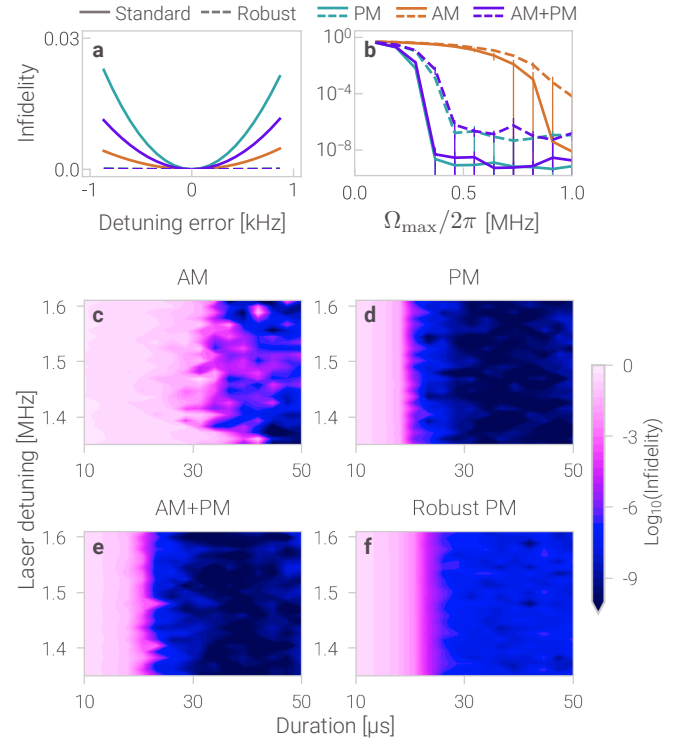 Standard Robust PM AM AM+PM
a
0.03
0.0
Infidelity
-1 0 1
Detuning error [kHz]
b
10⁰
10⁻⁴
10⁻⁸
0.0 0.5 1.0
Ω_max/2π [MHz]
AM PM
c
1.6
1.5
1.4
10 30 50
d
1.6
1.5
1.4
10 30 50
AM+PM Robust PM
e
1.6
1.5
1.4
10 30 50
f
1.6
1.5
1.4
10 30 50
Laser detuning [MHz]
Duration [µs]
0
-3
-6
-9
Log₁₀(Infidelity)